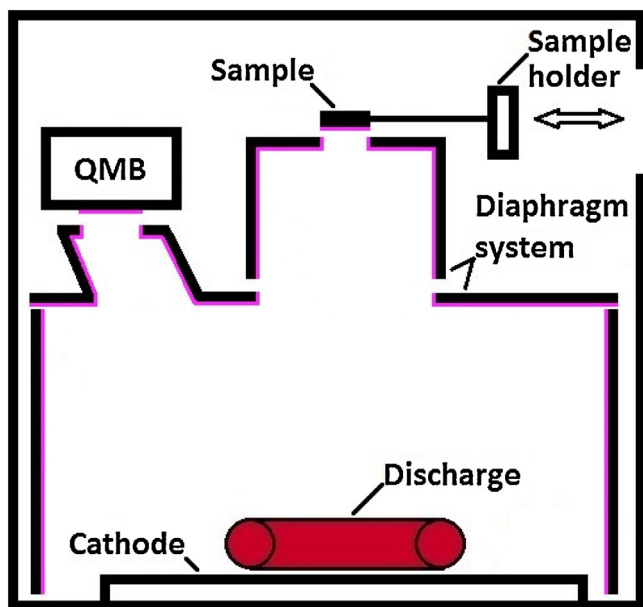 Sample
holder
Sample
QMB
Diaphragm
system
Discharge
Cathode